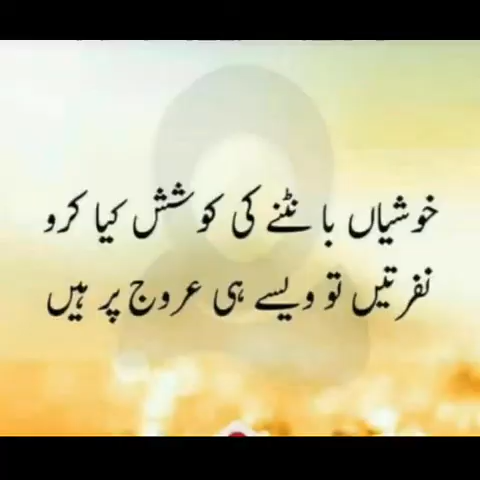 خوشیاں بانٹنے کی کوشش کیا کرو
نفرتیں تو ویسے ہی عروج پر ہیں